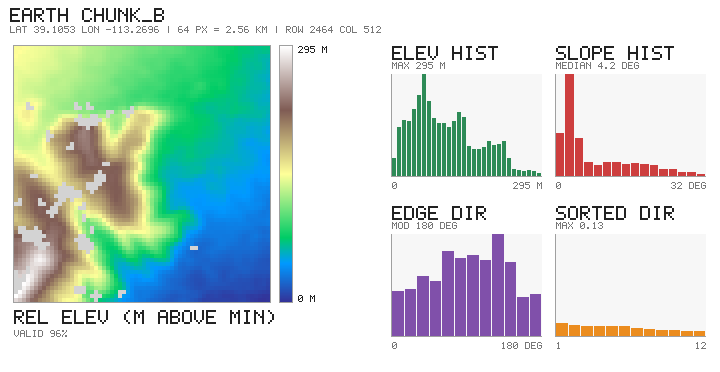 EARTH CHUNK_B
LAT 39.1053 LON -113.2696 | 64 PX = 2.56 KM | ROW 2464 COL 512
295 M
0 M
REL ELEV (M ABOVE MIN)
VALID 96%
ELEV HIST
MAX 295 M
0 295 M
SLOPE HIST
MEDIAN 4.2 DEG
0 32 DEG
EDGE DIR
MOD 180 DEG
0 180 DEG
SORTED DIR
MAX 0.13
1 12